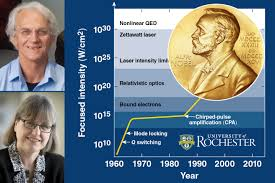 Focused intensity (W/cm²)
10³⁰
10²⁵
10²⁰
10¹⁵
10¹⁰
Nonlinear QED
Zettawatt laser
Laser intensity limit
Relativistic optics
Bound electrons
Chirped-pulse
amplification (CPA)
Mode locking
Q switching
UNIVERSITY of
ROCHESTER
1960 1970 1980 1990 2000 2010
Year